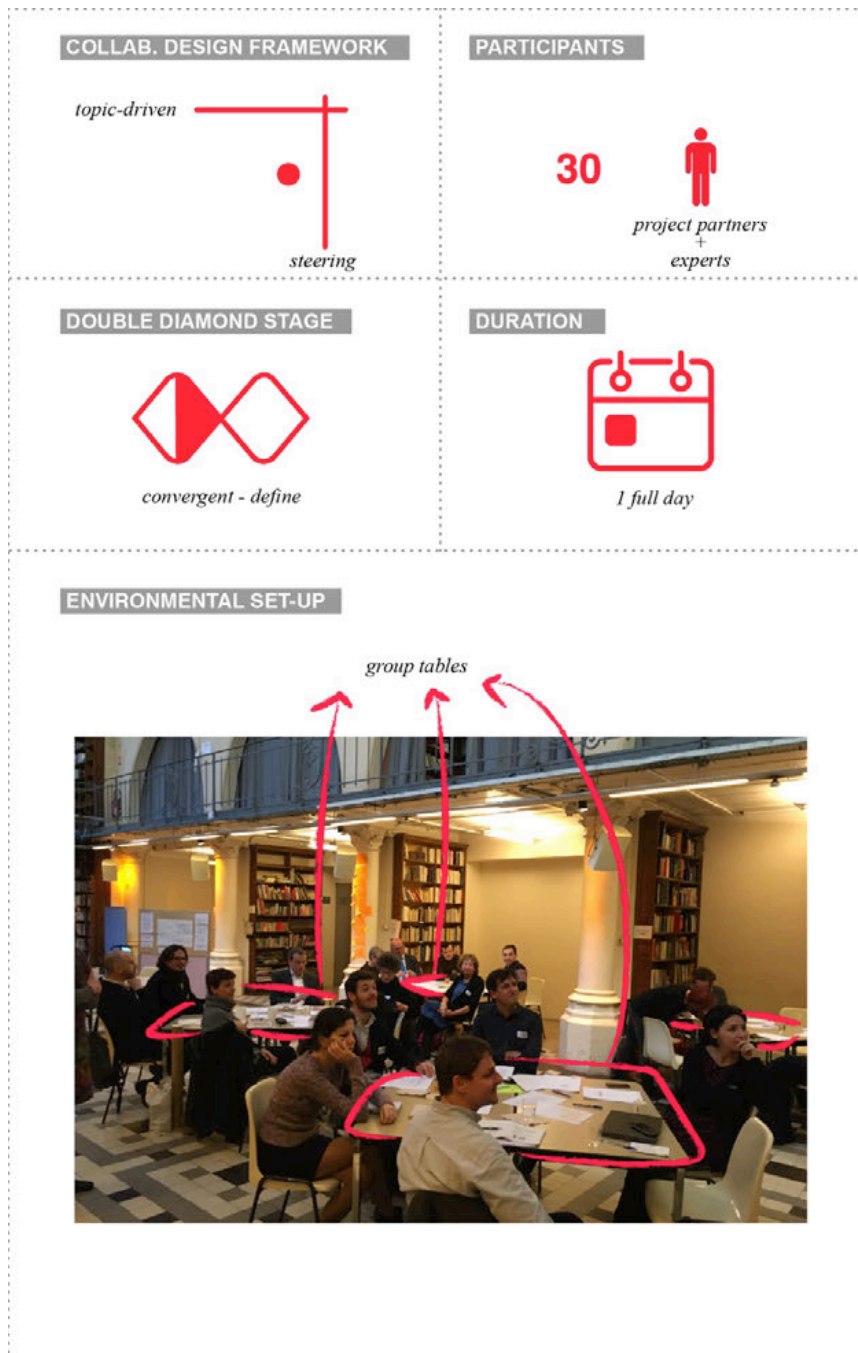 COLLAB. DESIGN FRAMEWORK
topic-driven
steering
PARTICIPANTS
30
project partners
+
experts
DOUBLE DIAMOND STAGE
convergent - define
DURATION
1 full day
ENVIRONMENTAL SET-UP
group tables